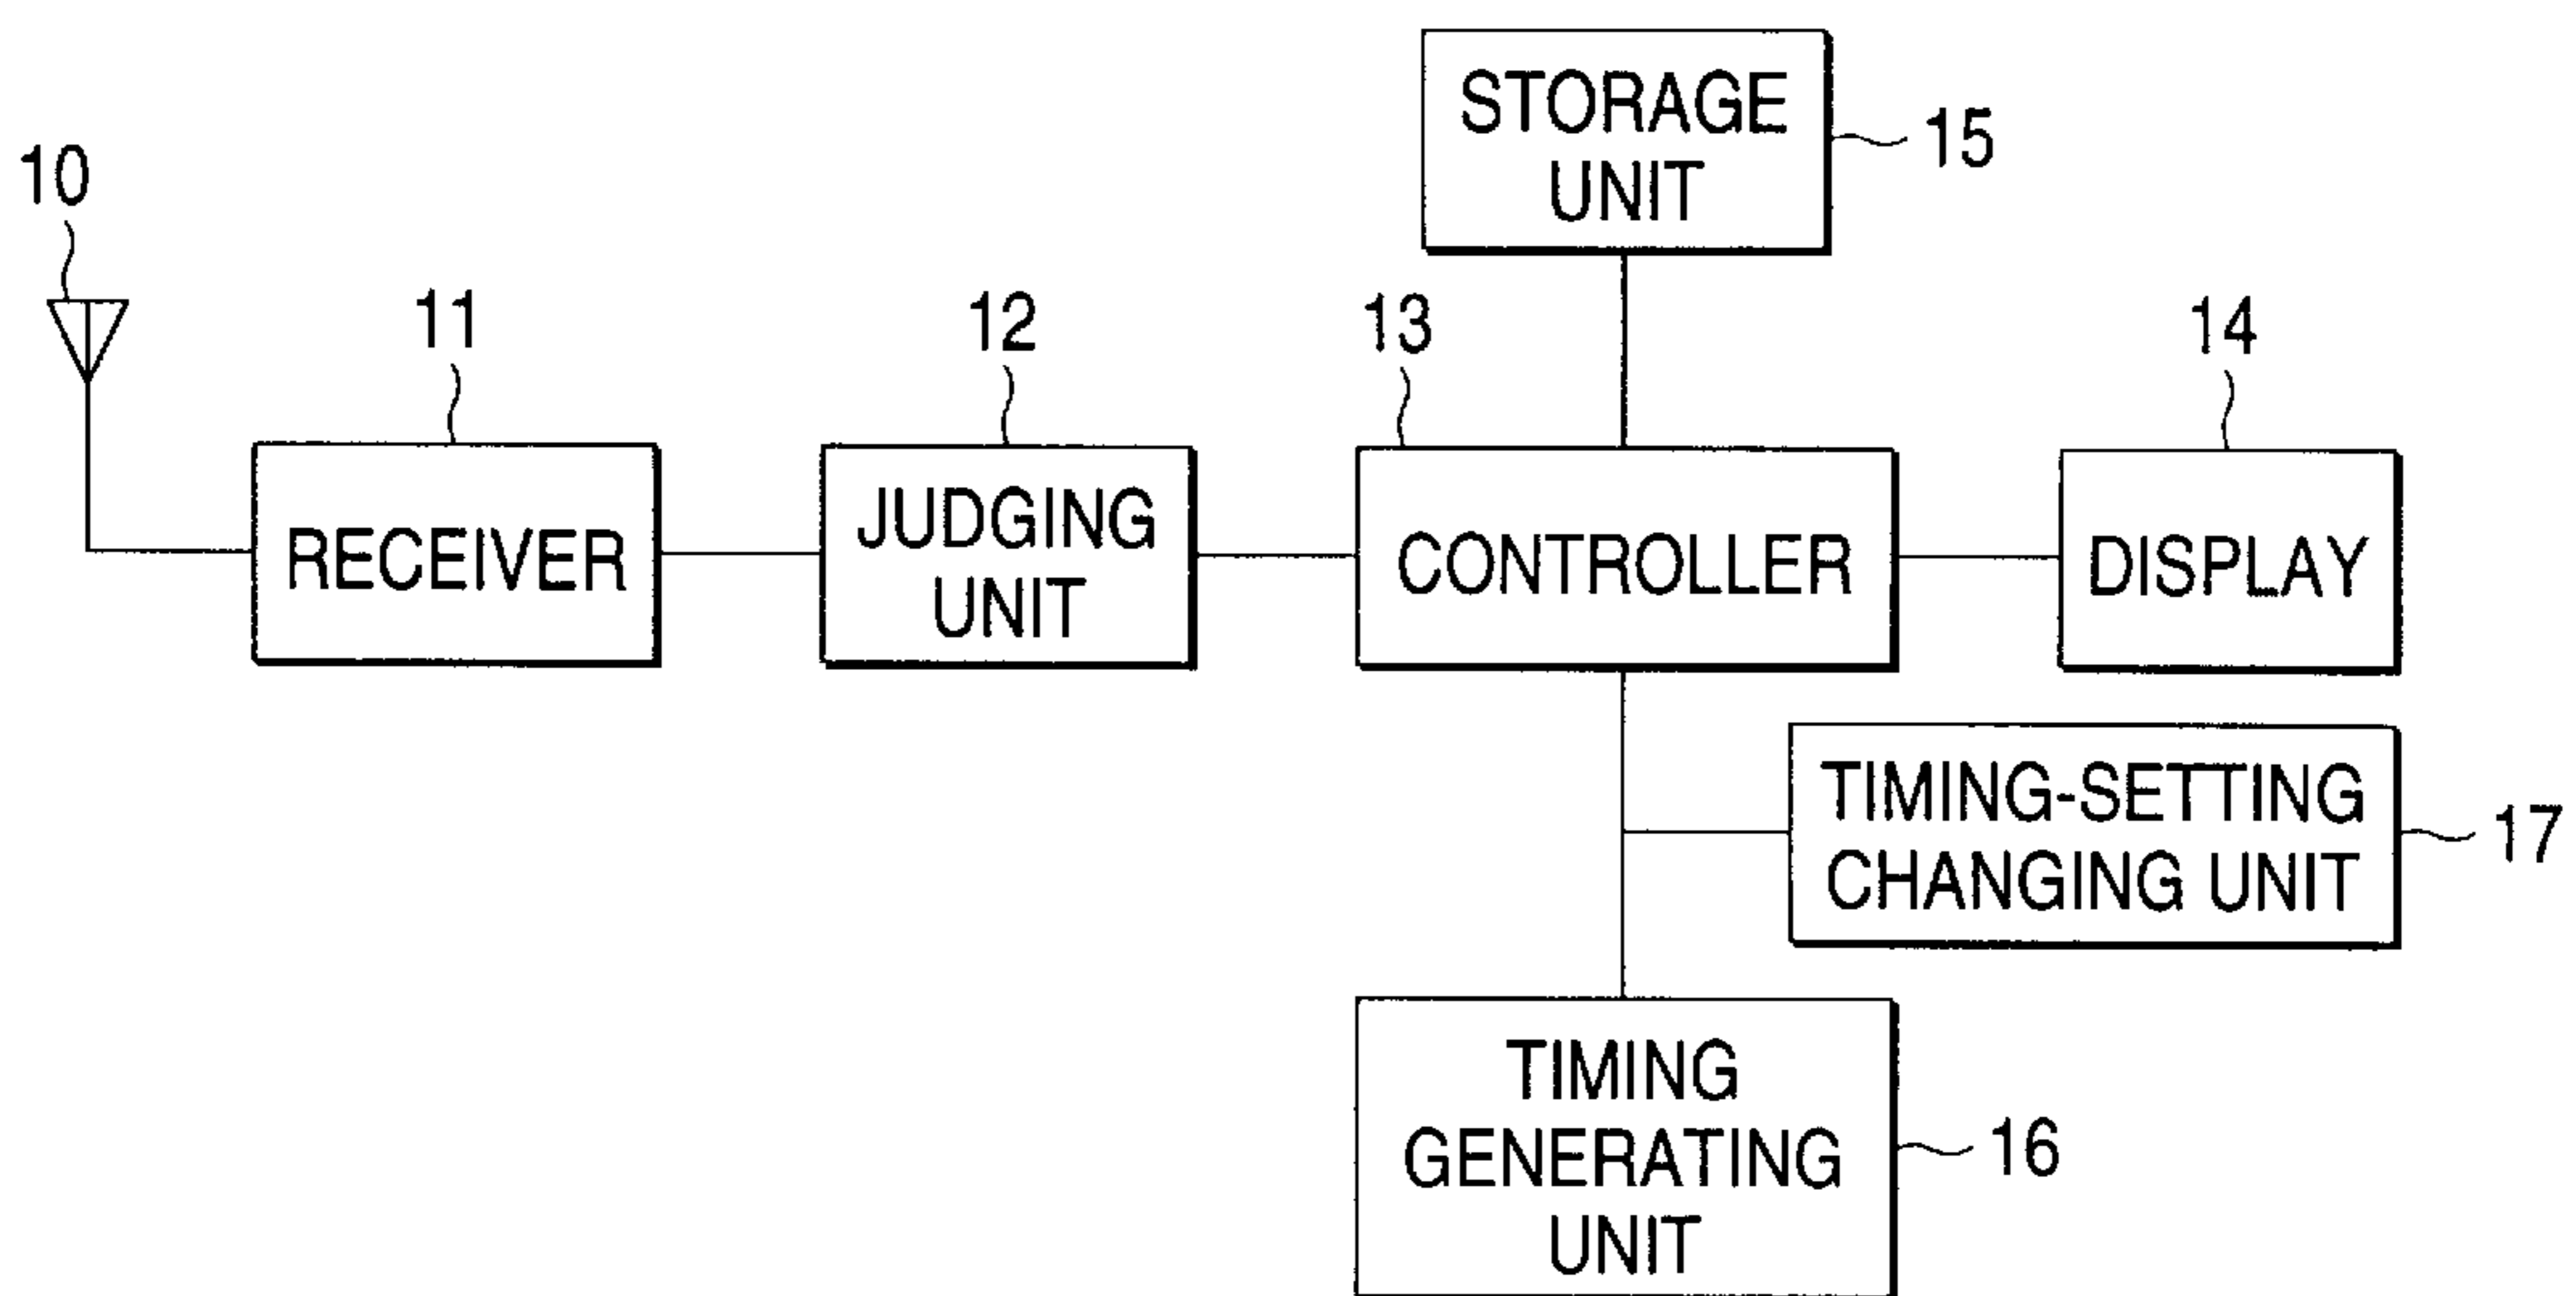 STORAGE
UNIT
15
10
11
12
13
14
RECEIVER
JUDGING
UNIT
CONTROLLER
DISPLAY
TIMING-SETTING
CHANGING UNIT
17
TIMING
GENERATING
UNIT
16